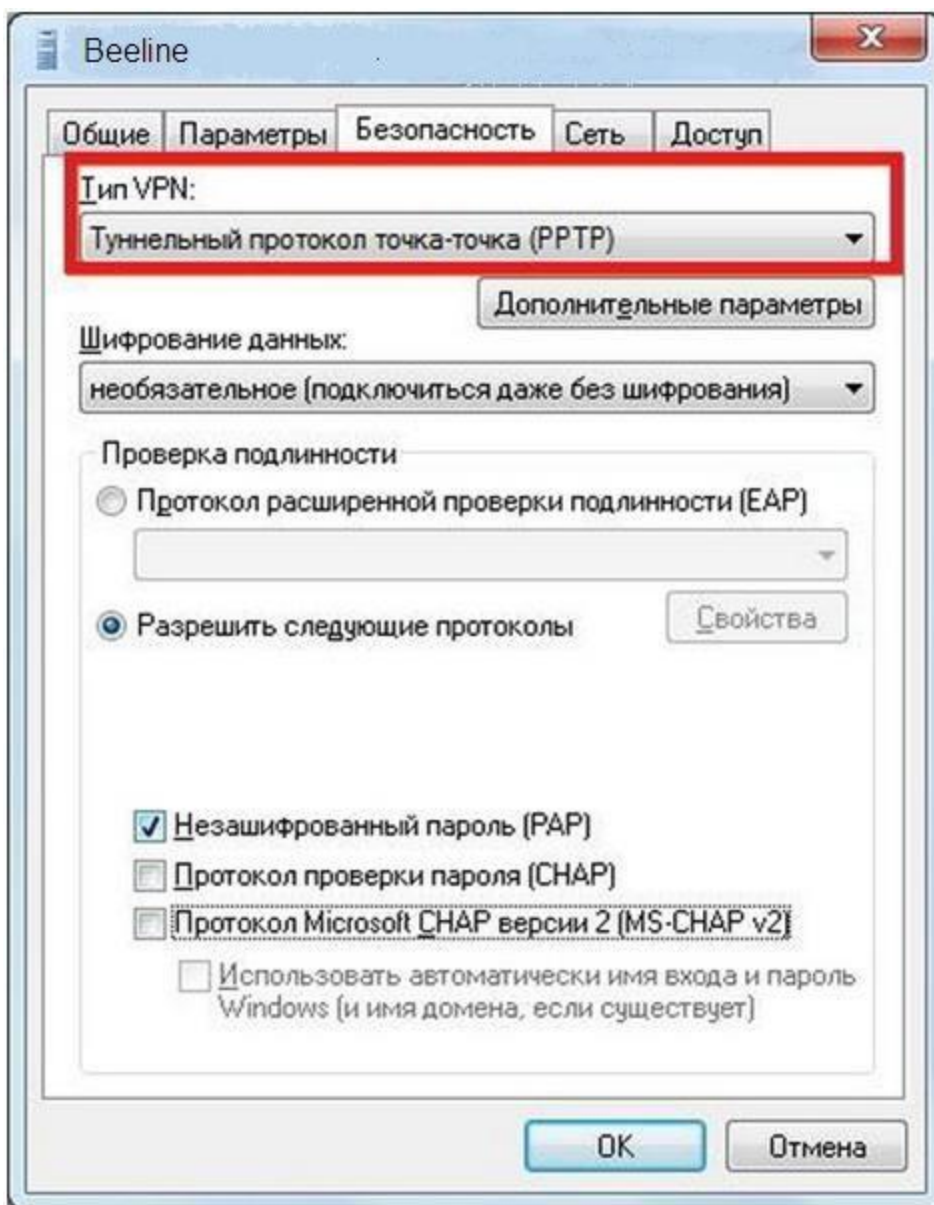 Beeline
Общие Параметры Безопасность Сеть Доступ
Тип VPN:
Туннельный протокол точка-точка (PPTP)
Дополнительные параметры
Шифрование данных:
необязательное (подключиться даже без шифрования)
Проверка подлинности
Протокол расширенной проверки подлинности (EAP)
Разрешить следующие протоколы
Свойства
Незашифрованный пароль (PAP)
Протокол проверки пароля (CHAP)
Протокол Microsoft CHAP версии 2 (MS-CHAP v2)
Использовать автоматически имя входа и пароль
Windows (и имя домена, если существует)
OK Отмена